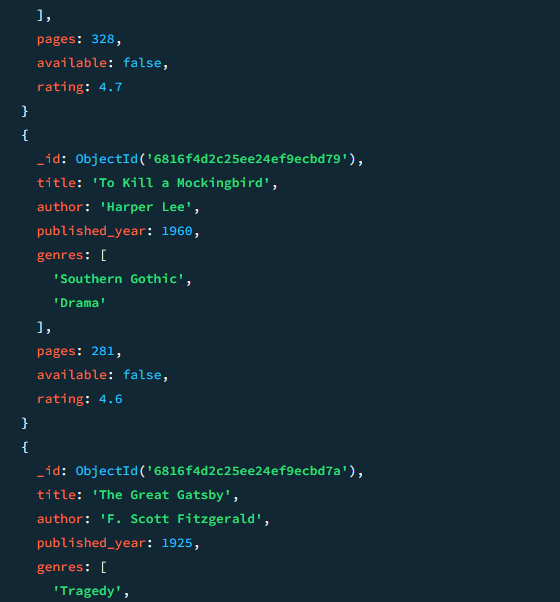 ],
pages: 328,
available: false,
rating: 4.7
}
{
_id: ObjectId('6816f4d2c25ee24ef9ecbd79'),
title: 'To Kill a Mockingbird',
author: 'Harper Lee',
published_year: 1960,
genres: [
'Southern Gothic',
'Drama'
],
pages: 281,
available: false,
rating: 4.6
}
{
_id: ObjectId('6816f4d2c25ee24ef9ecbd7a'),
title: 'The Great Gatsby',
author: 'F. Scott Fitzgerald',
published_year: 1925,
genres: [
'Tragedy',